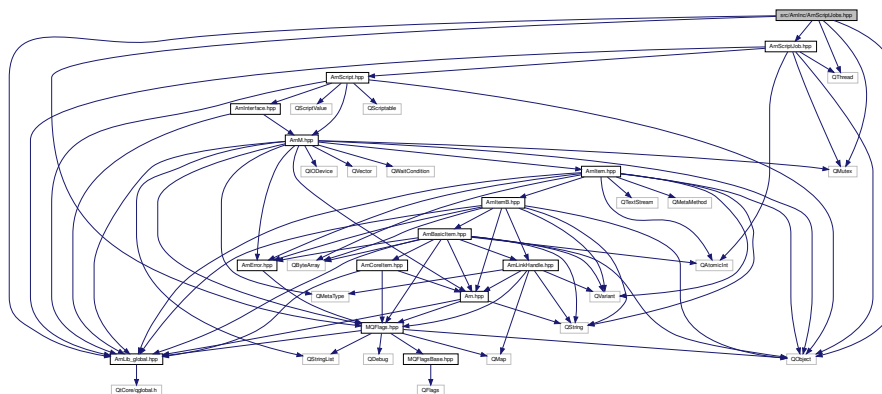 src/AmInc/AmScriptJobs.hpp
AmScriptJob.hpp
AmScript.hpp
QThread
AmInterface.hpp
QScriptValue
QScriptable
AmM.hpp
QIODevice
QVector
QWaitCondition
AmItem.hpp
QMutex
AmItemB.hpp
QTextStream
QMetaMethod
AmBasicItem.hpp
AmError.hpp
QByteArray
AmCoreItem.hpp
AmLinkHandle.hpp
QAtomicInt
QMetaType
Am.hpp
QVariant
MQFlags.hpp
QString
AmLib_global.hpp
QStringList
QDebug
MQFlagsBase.hpp
QMap
QObject
QtCore/qglobal.h
QFlags